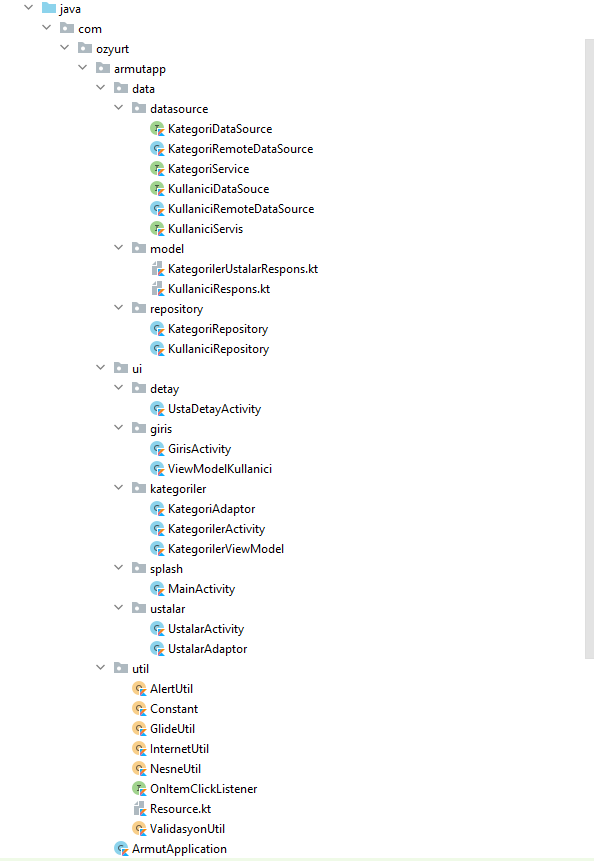 java
com
ozyurt
armutapp
data
datasource
KategoriDataSource
KategoriRemoteDataSource
KategoriService
KullaniciDataSouce
KullaniciRemoteDataSource
KullaniciServis
model
KategorilerUstalarRespons.kt
KullaniciRespons.kt
repository
KategoriRepository
KullaniciRepository
ui
detay
UstaDetayActivity
giris
GirisActivity
ViewModelKullanici
kategoriler
KategoriAdaptor
KategorilerActivity
KategorilerViewModel
splash
MainActivity
ustalar
UstalarActivity
UstalarAdaptor
util
AlertUtil
Constant
GlideUtil
InternetUtil
NesneUtil
OnItemClickListener
Resource.kt
ValidasyonUtil
ArmutApplication